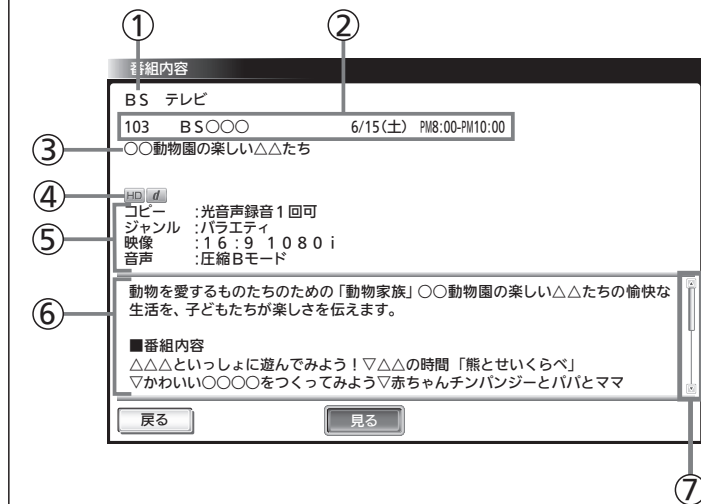 ① ②
番組内容
BS テレビ
103 BS○○○ 6/15(土) PM8:00-PM10:00
③ ○○動物園の楽しい△△たち
④ HD d
⑤ コピー :光音声録音1回可
ジャンル :バラエティ
映像 :16:9 1080i
音声 :圧縮Bモード
⑥ 動物を愛するものたちのための「動物家族」○○動物園の楽しい△△たちの愉快な
生活を、子どもたちが楽しさを伝えます。
■番組内容
△△△といっしょに遊んでみよう！▽△△の時間「熊とせいくらべ」
▽かわいい○○○○をつくってみよう▽赤ちゃんチンパンジーとパパとママ
戻る 見る
⑦